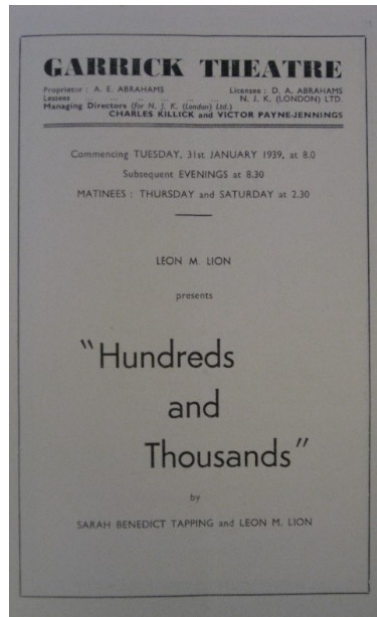 GARRICK THEATRE
Proprietor : A. E. ABRAHAMS Licensee : D. A. ABRAHAMS
Lessees N. J. K. (LONDON) LTD.
Managing Directors (for N. J. K. (London) Ltd.)
CHARLES KILLICK and VICTOR PAYNE-JENNINGS
Commencing TUESDAY, 31st JANUARY 1939, at 8.0
Subsequent EVENINGS at 8.30
MATINEES : THURSDAY and SATURDAY at 2.30
LEON M. LION
presents
"Hundreds
and
Thousands"
by
SARAH BENEDICT TAPPING and LEON M. LION